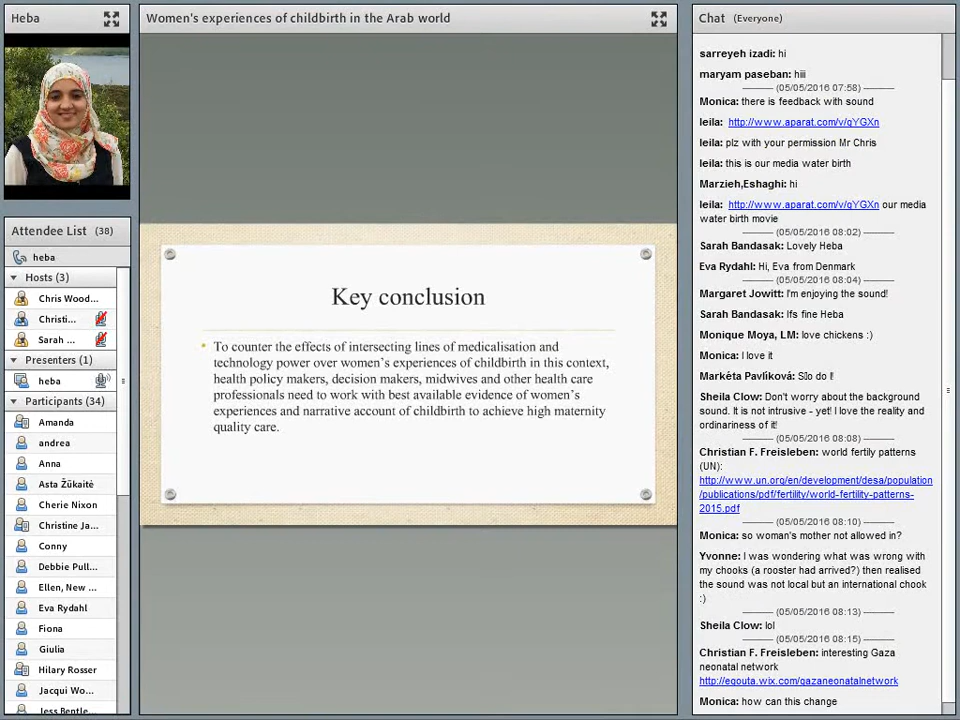 Heba
Women's experiences of childbirth in the Arab world
Chat (Everyone)
Attendee List (38)
heba
Hosts (3)
Chris Wood...
Christi...
Sarah ...
Presenters (1)
heba
Participants (34)
Amanda
andrea
Anna
Asta Žūkaitė
Cherie Nixon
Christine Ja...
Conny
Debbie Pull...
Ellen, New ...
Eva Rydahl
Fiona
Giulia
Hilary Rosser
Jacqui Wo...
Jess Bentle...
Key conclusion
To counter the effects of intersecting lines of medicalisation and
technology power over women's experiences of childbirth in this context,
health policy makers, decision makers, midwives and other health care
professionals need to work with best available evidence of women's
experiences and narrative account of childbirth to achieve high maternity
quality care.
sarreyeh izadi: hi
maryam paseban: hiii
(05/05/2016 07:58)
Monica: there is feedback with sound
leila: http://www.aparat.com/v/qYGXn
leila: plz with your permission Mr Chris
leila: this is our media water birth
Marzieh,Eshaghi: hi
leila: http://www.aparat.com/v/qYGXn our media
water birth movie
(05/05/2016 08:02)
Sarah Bandasak: Lovely Heba
Eva Rydahl: Hi, Eva from Denmark
(05/05/2016 08:04)
Margaret Jowitt: I'm enjoying the sound!
Sarah Bandasak: Ifs fine Heba
Monique Moya, LM: love chickens :)
Monica: I love it
Markéta Pavlíková: do I!
Sheila Clow: Don't worry about the background
sound. It is not intrusive - yet! I love the reality and
ordinariness of it!
(05/05/2016 08:08)
Christian F. Freisleben: world fertily patterns
(UN):
http://www.un.org/en/development/desa/population
/publications/pdf/fertility/world-fertility-patterns-
2015.pdf
(05/05/2016 08:10)
Monica: so woman's mother not allowed in?
Yvonne: I was wondering what was wrong with
my chooks (a rooster had arrived?) then realised
the sound was not local but an international chook
:)
(05/05/2016 08:13)
Sheila Clow: lol
(05/05/2016 08:15)
Christian F. Freisleben: interesting Gaza
neonatal network
http://egouta.wix.com/gazaneonatalnetwork
Monica: how can this change